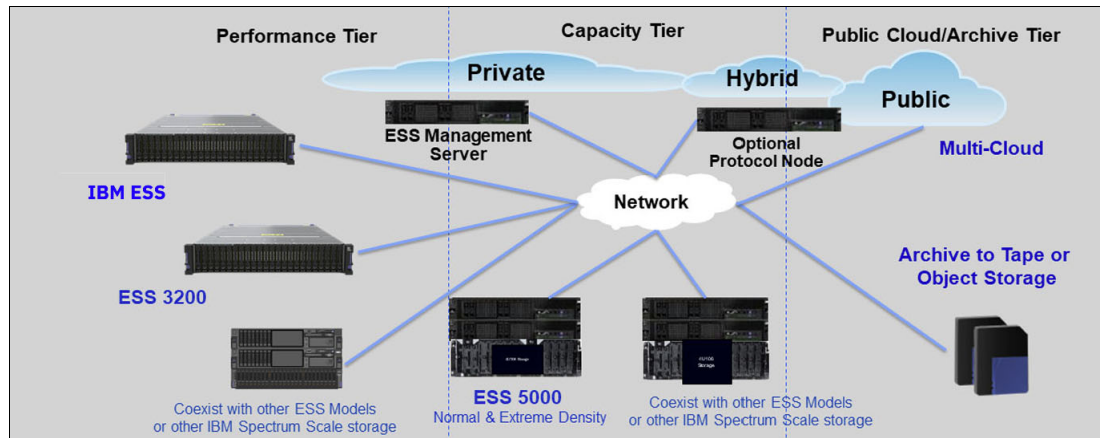 Performance Tier
Capacity Tier
Public Cloud/Archive Tier
Private
Hybrid
Public
ESS Management
Server
Optional
Protocol Node
Multi-Cloud
IBM ESS
Network
ESS 3200
Archive to Tape or
Object Storage
Storage
ESS 5000
Normal & Extreme Density
Coexist with other ESS Models
or other IBM Spectrum Scale storage
Coexist with other ESS Models
or other IBM Spectrum Scale storage